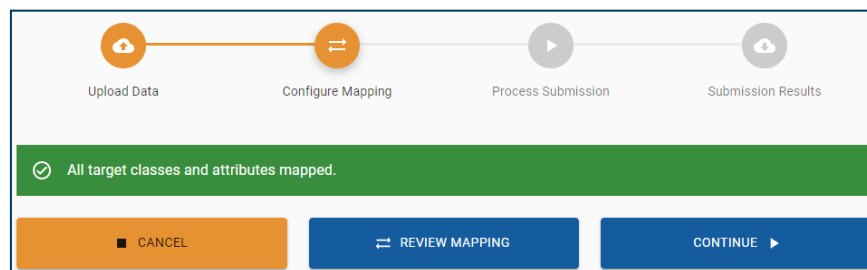 Upload Data
Configure Mapping
Process Submission
Submission Results
All target classes and attributes mapped.
CANCEL
REVIEW MAPPING
CONTINUE